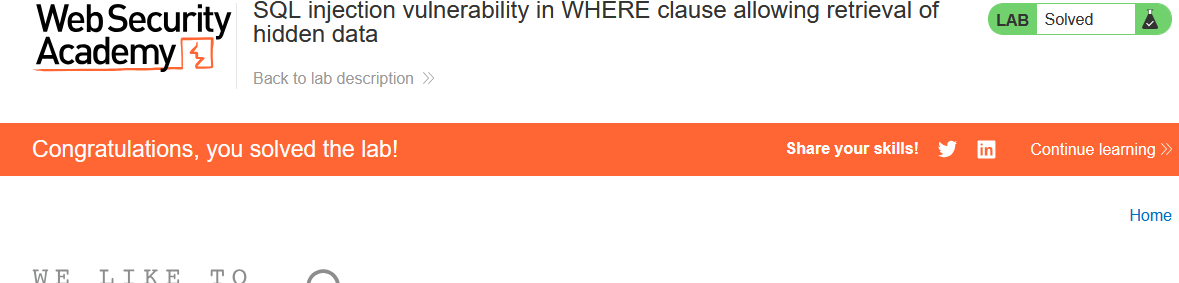 Web Security
Academy
SQL injection vulnerability in WHERE clause allowing retrieval of
hidden data
Back to lab description
LAB Solved
Congratulations, you solved the lab!
Share your skills!
Continue learning
Home
WE LIKE TO